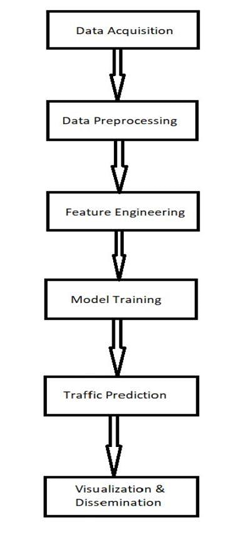 Data Acquisition
Data Preprocessing
Feature Engineering
Model Training
Traffic Prediction
Visualization &
Dissemination